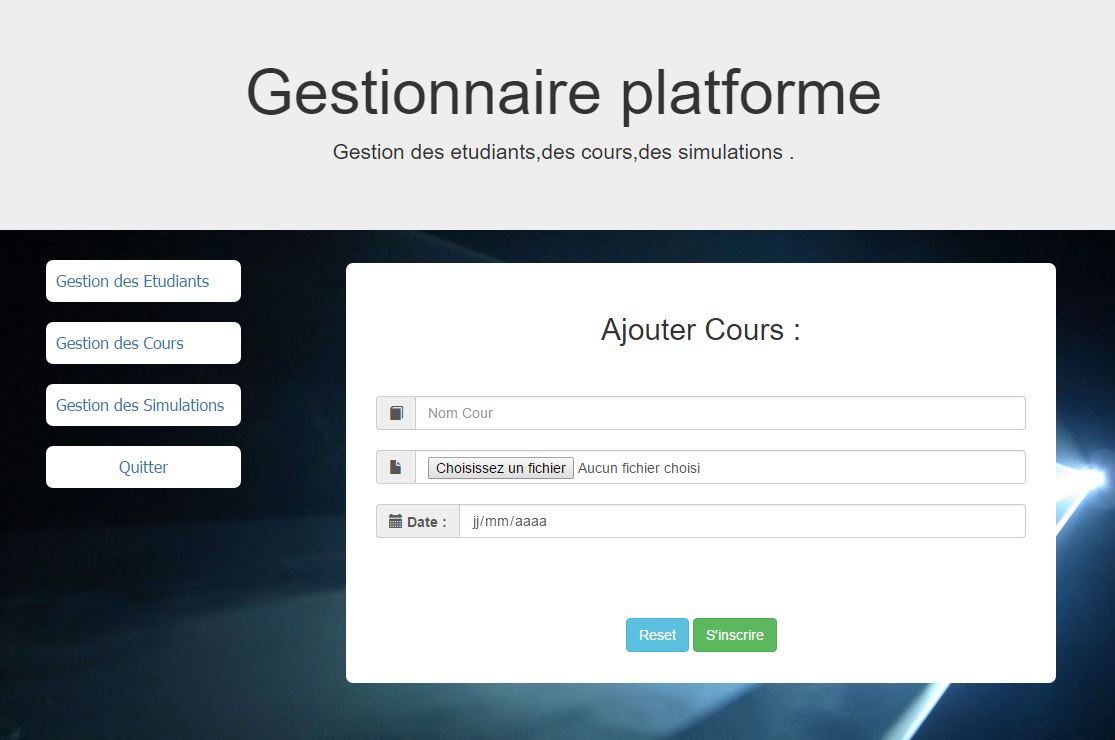 Gestionnaire platforme
Gestion des etudiants,des cours,des simulations .
Gestion des Etudiants
Gestion des Cours
Gestion des Simulations
Quitter
Ajouter Cours :
Nom Cour
Choisissez un fichier Aucun fichier choisi
Date : jj/mm/aaaa
Reset S'inscrire